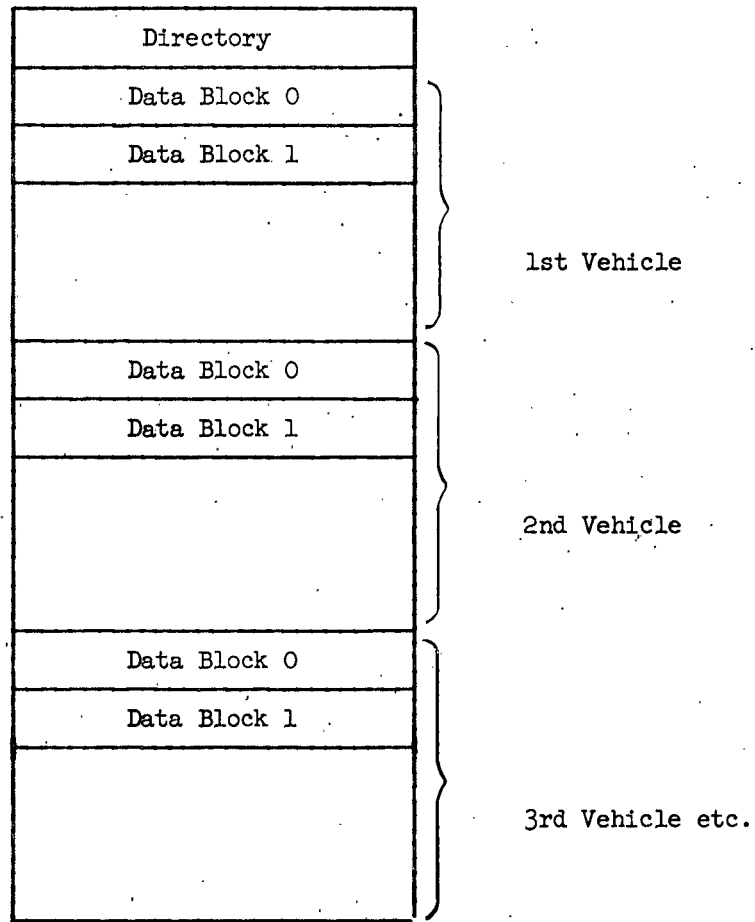 Directory
Data Block 0
Data Block 1
1st Vehicle
Data Block 0
Data Block 1
2nd Vehicle
Data Block 0
Data Block 1
3rd Vehicle etc.